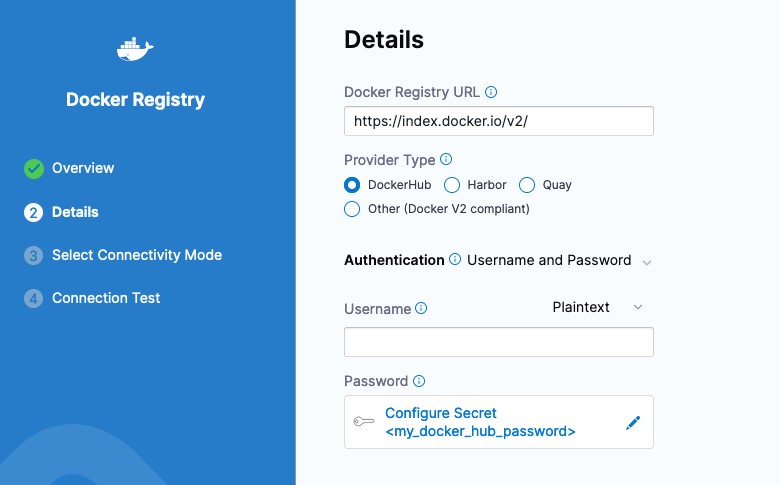 Docker Registry
Overview
2 Details
3 Select Connectivity Mode
4 Connection Test
Details
Docker Registry URL
https://index.docker.io/v2/
Provider Type
DockerHub Harbor Quay
Other (Docker V2 compliant)
Authentication Username and Password
Username Plaintext
Password
Configure Secret
<my_docker_hub_password>